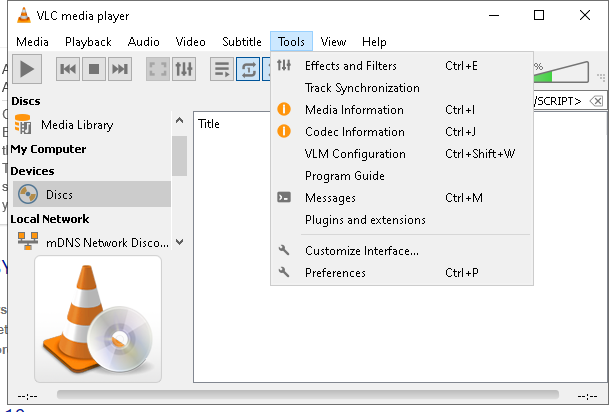 VLC media player
Media Playback Audio Video Subtitle Tools View Help
%
Discs
Media Library
My Computer
Devices
Discs
Local Network
mDNS Network Disco...
Title
/SCRIPT>
Effects and Filters Ctrl+E
Track Synchronization
Media Information Ctrl+I
Codec Information Ctrl+J
VLM Configuration Ctrl+Shift+W
Program Guide
Messages Ctrl+M
Plugins and extensions
Customize Interface...
Preferences Ctrl+P
--:-- --:--